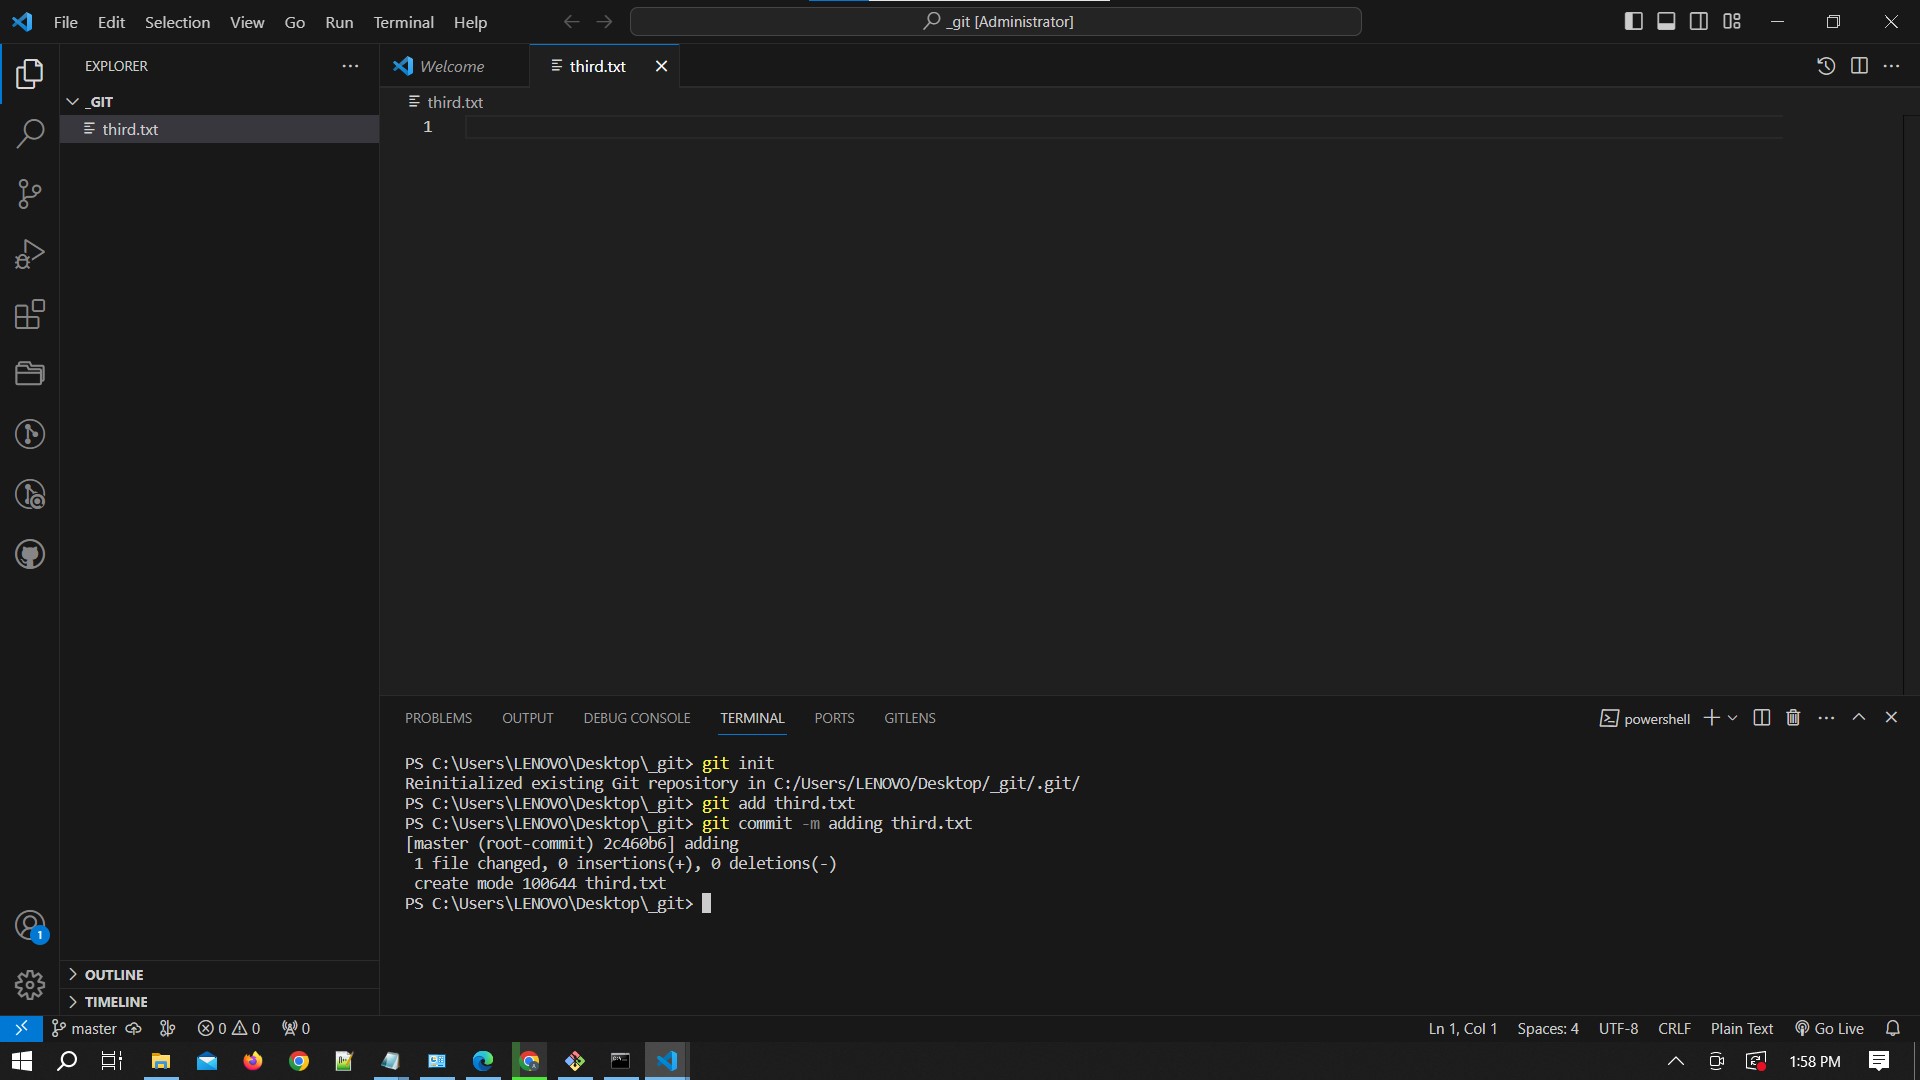 File Edit Selection View Go Run Terminal Help
_git [Administrator]
EXPLORER
_GIT
third.txt
Welcome
third.txt
third.txt
1
PROBLEMS OUTPUT DEBUG CONSOLE TERMINAL PORTS GITLENS
powershell
PS C:\Users\LENOVO\Desktop\_git> git init
Reinitialized existing Git repository in C:/Users/LENOVO/Desktop/_git/.git/
PS C:\Users\LENOVO\Desktop\_git> git add third.txt
PS C:\Users\LENOVO\Desktop\_git> git commit -m adding third.txt
[master (root-commit) 2c460b6] adding
1 file changed, 0 insertions(+), 0 deletions(-)
create mode 100644 third.txt
PS C:\Users\LENOVO\Desktop\_git>
1
OUTLINE
TIMELINE
master 0 0 0 Ln 1, Col 1 Spaces: 4 UTF-8 CRLF Plain Text Go Live
1:58 PM